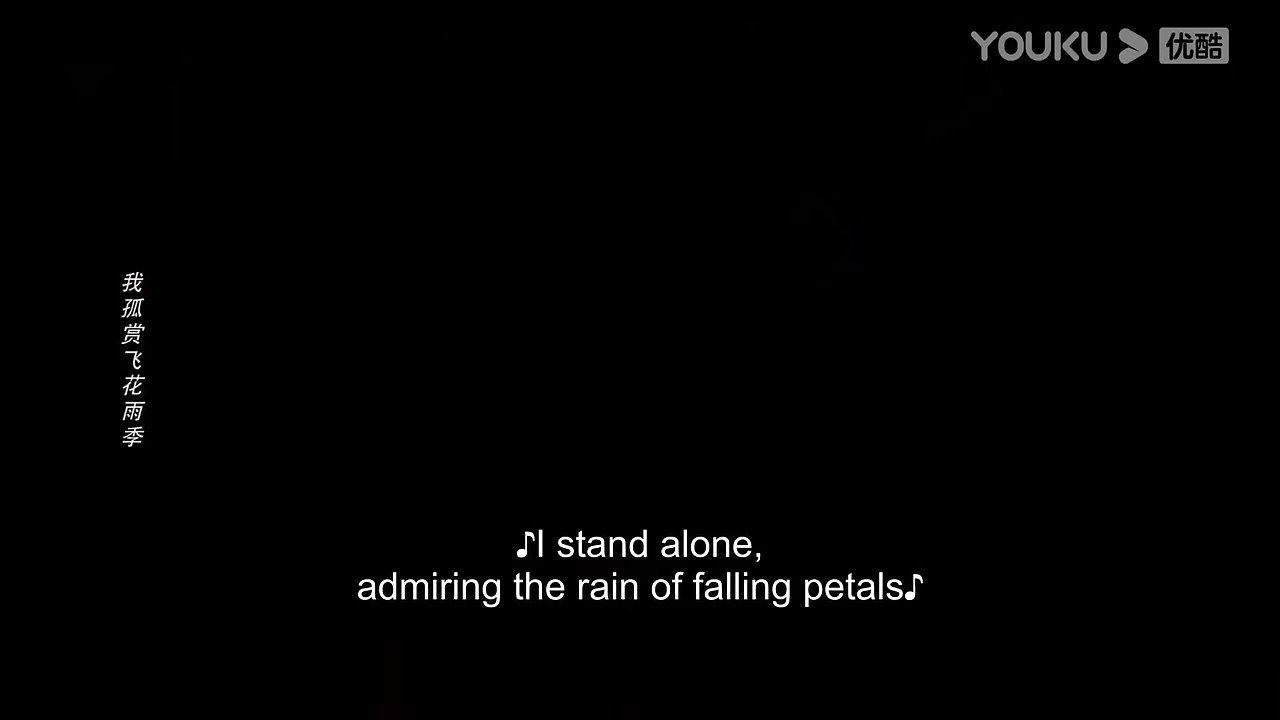 YOUKU 优酷
我孤赏飞花雨季
♪I stand alone,
admiring the rain of falling petals♪